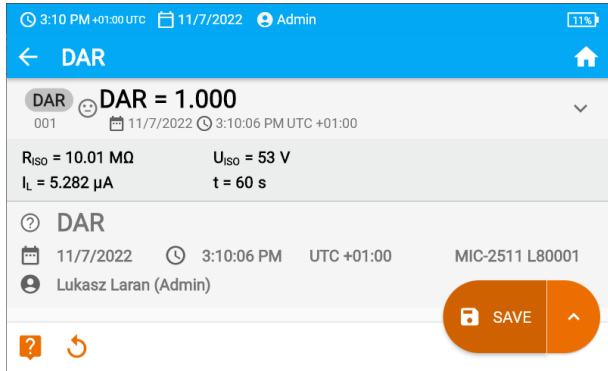 3:10 PM +01:00 UTC 11/7/2022 Admin 11%
DAR
DAR DAR = 1.000
001 11/7/2022 3:10:06 PM UTC +01:00
RISO = 10.01 MΩ UISO = 53 V
IL = 5.282 µA t = 60 s
? DAR
11/7/2022 3:10:06 PM UTC +01:00 MIC-2511 L80001
Lukasz Laran (Admin)
SAVE
?